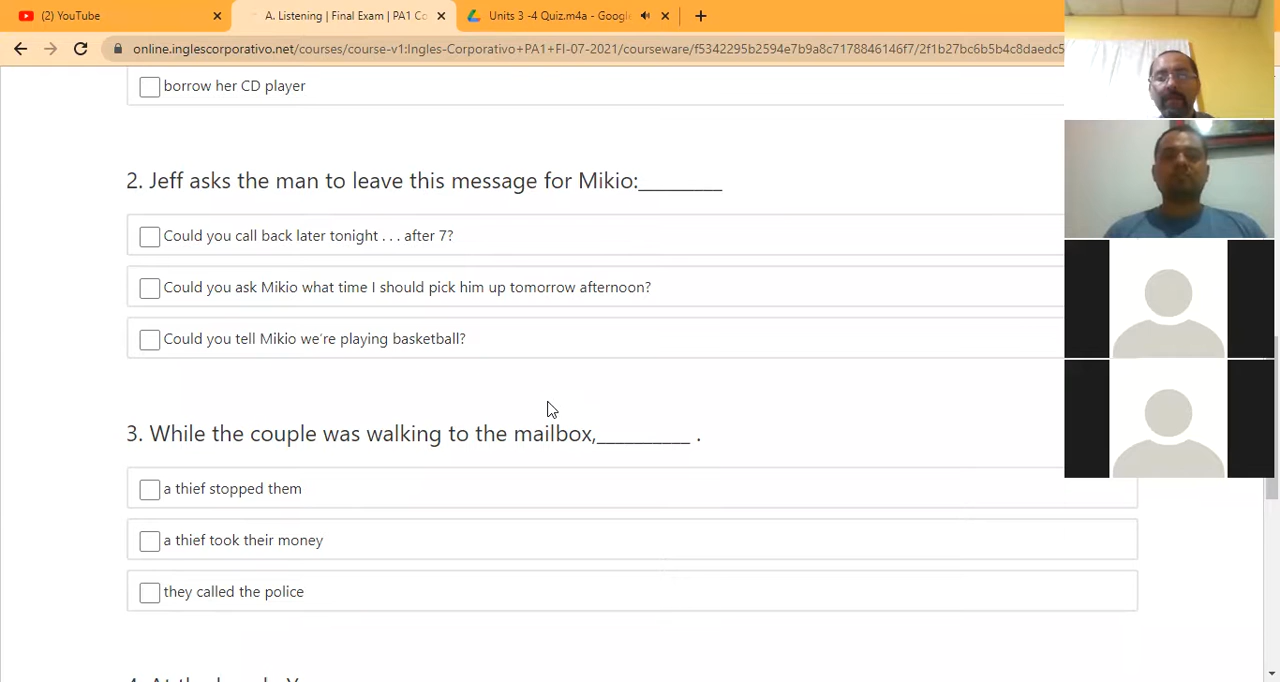 (2) YouTube
A. Listening | Final Exam | PA1 Co
Units 3 -4 Quiz.m4a - Google
online.inglescorporativo.net/courses/course-v1:Ingles-Corporativo+PA1+FI-07-2021/courseware/f5342295b2594e7b9a8c7178846146f7/2f1b27bc6b5b4c8daedc5
borrow her CD player
2. Jeff asks the man to leave this message for Mikio:________
Could you call back later tonight . . . after 7?
Could you ask Mikio what time I should pick him up tomorrow afternoon?
Could you tell Mikio we're playing basketball?
3. While the couple was walking to the mailbox,_________ .
a thief stopped them
a thief took their money
they called the police